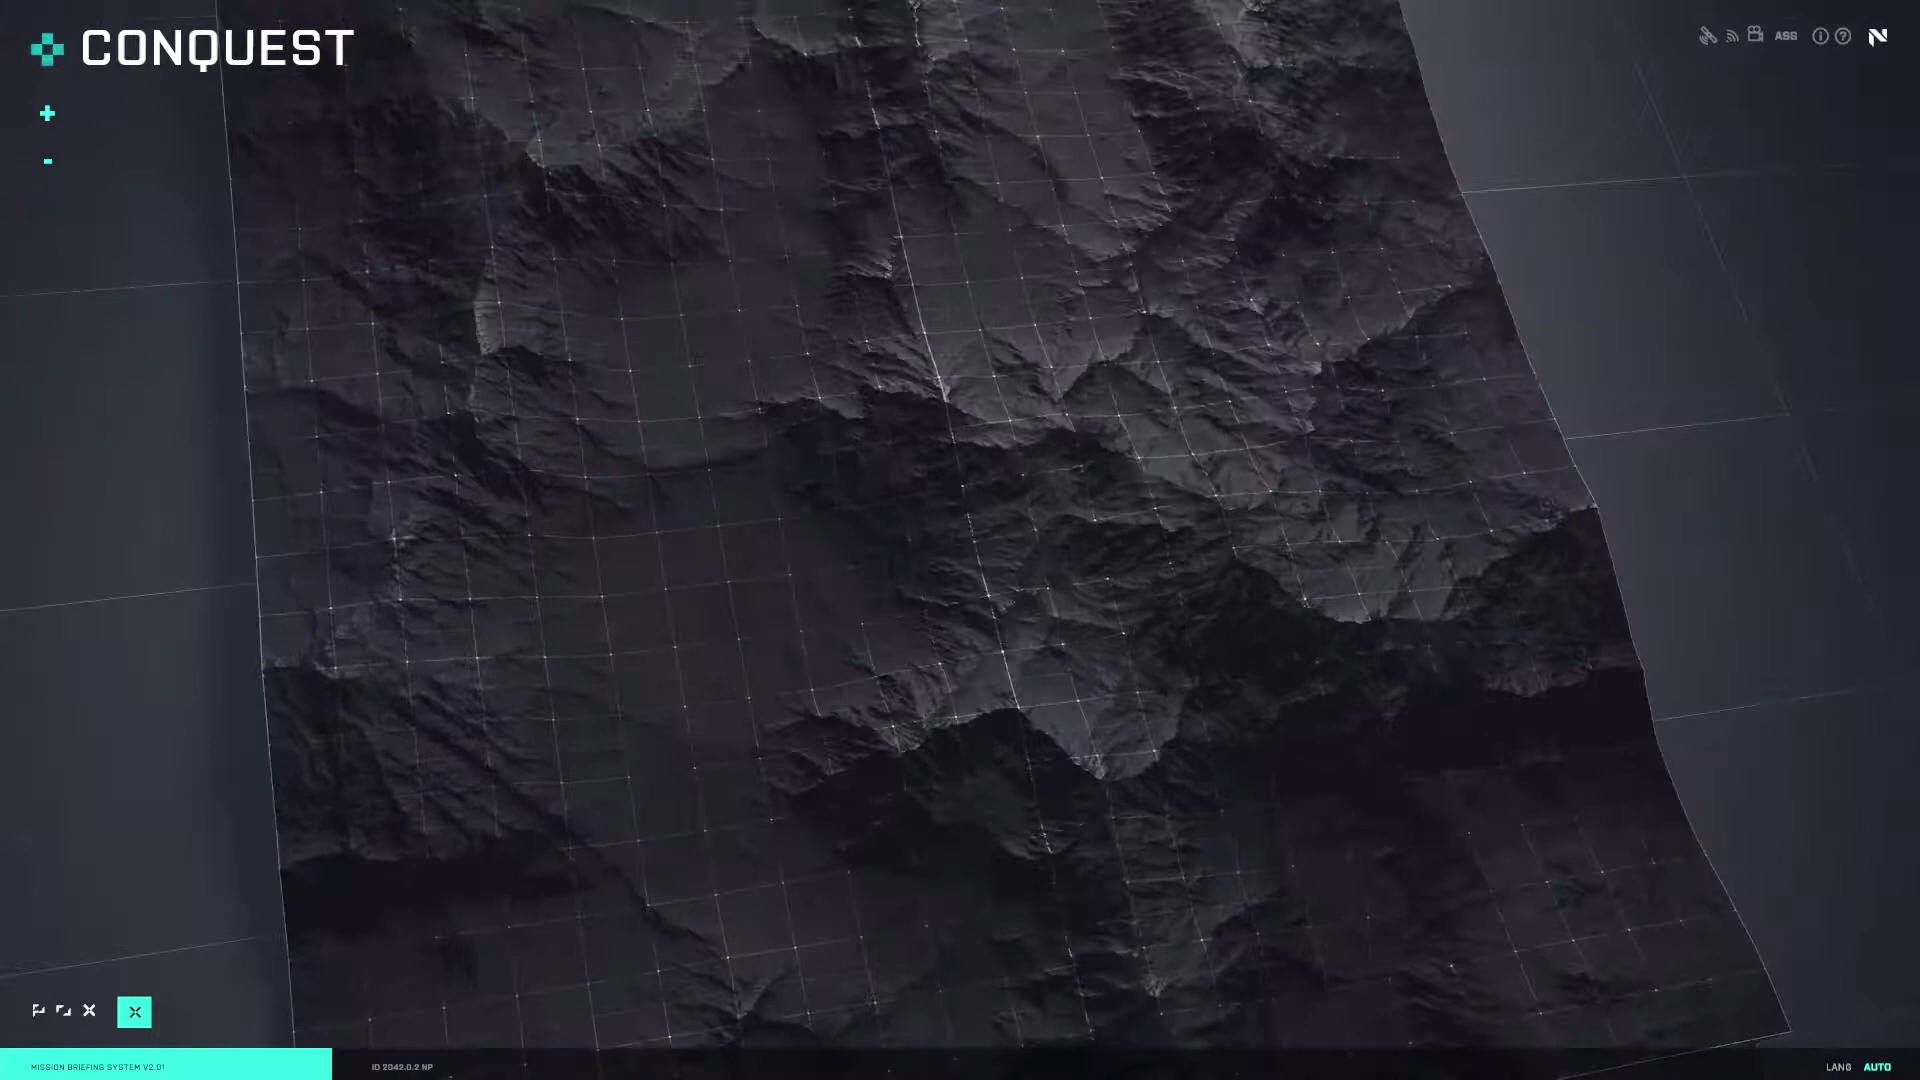 CONQUEST
ASG
MISSION BRIEFING SYSTEM V2.01
ID 2042.0.2 NP
LANG AUTO